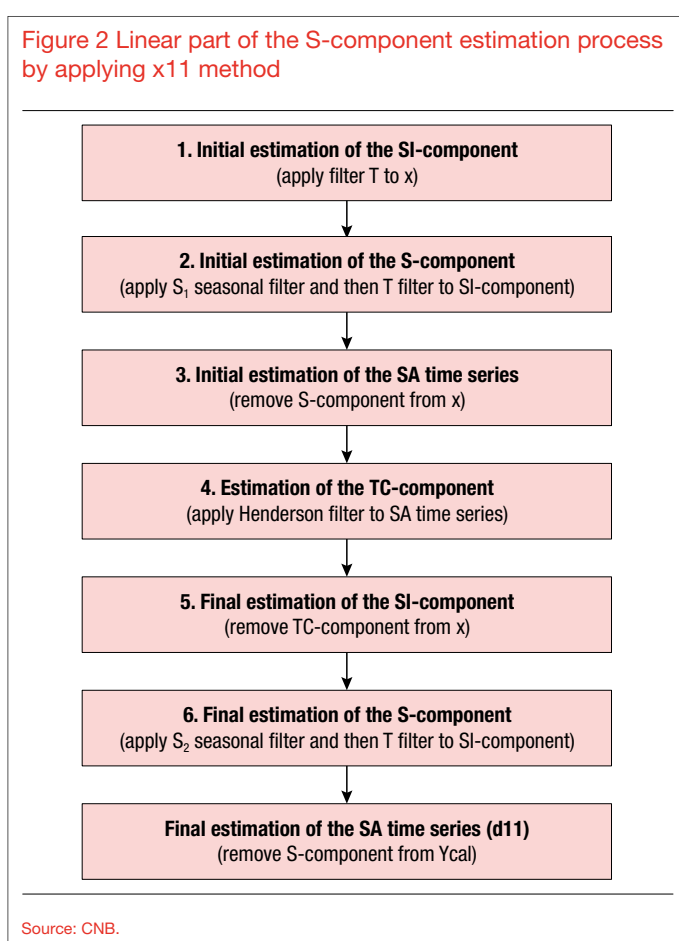 Figure 2 Linear part of the S-component estimation process
by applying x11 method
1. Initial estimation of the SI-component
(apply filter T to x)
2. Initial estimation of the S-component
(apply S₁ seasonal filter and then T filter to SI-component)
3. Initial estimation of the SA time series
(remove S-component from x)
4. Estimation of the TC-component
(apply Henderson filter to SA time series)
5. Final estimation of the SI-component
(remove TC-component from x)
6. Final estimation of the S-component
(apply S₂ seasonal filter and then T filter to SI-component)
Final estimation of the SA time series (d11)
(remove S-component from Ycal)
Source: CNB.